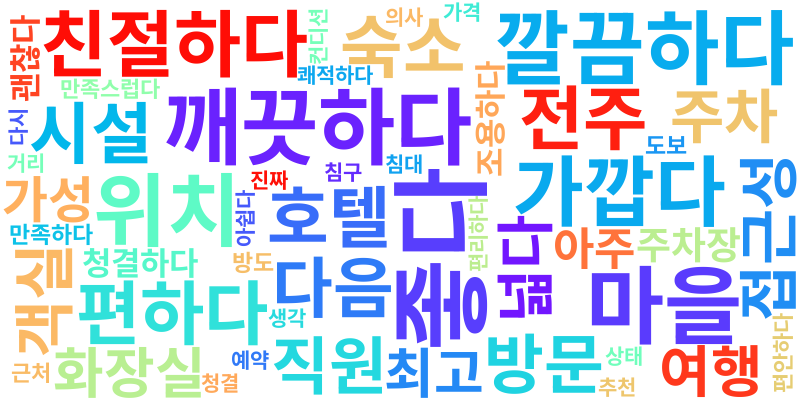 괜찮다
친절하다
컨디션
숙소
의사
가격
깔끔하다
만족스럽다
쾌적하다
다시
시설
깨끗하다
조용하다
전주
주차
도보
거리
가성
위치
진짜
침구
침대
아쉽다
호텔
좋다
편리하다
가깝다
접근성
만족하다
청결하다
방도
넓다
아주
주차장
객실
편하다
다음
생각
마을
근처
화장실
청결
예약
직원
최고
방문
상태
추천
여행
편안하다